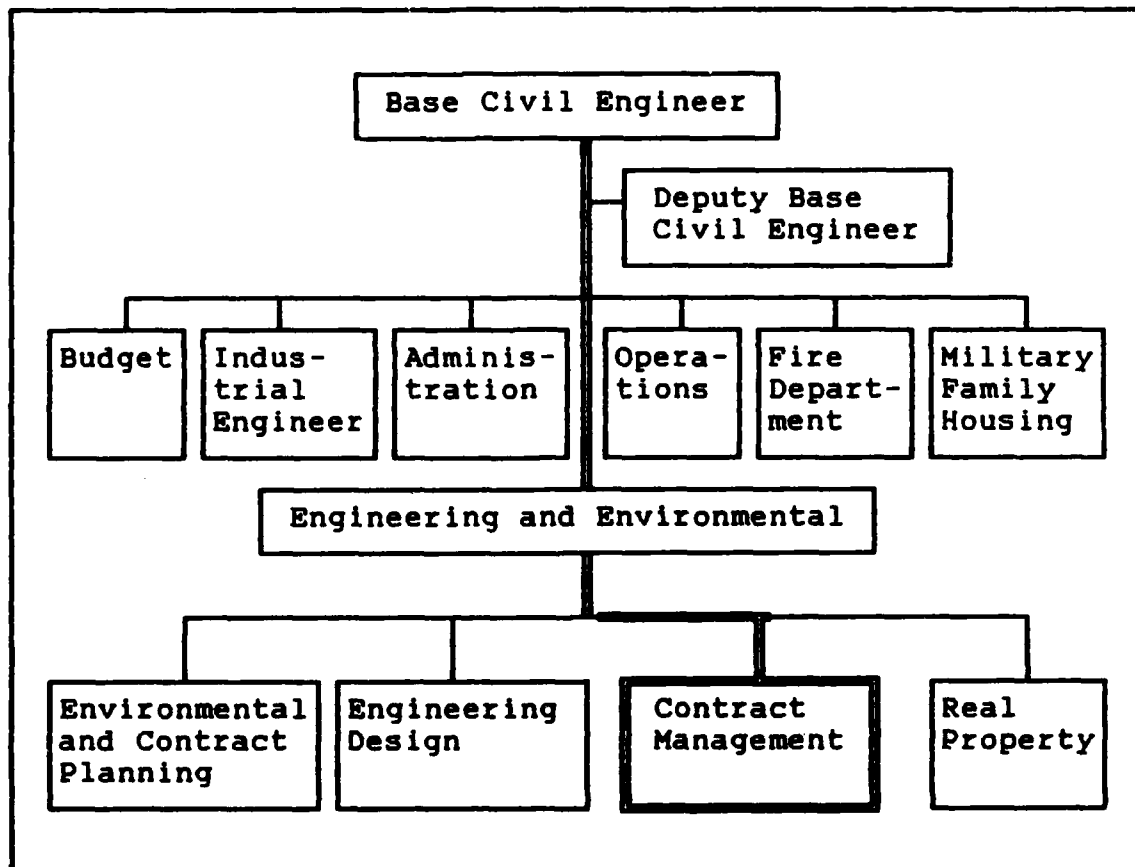 Base Civil Engineer
Deputy Base
Civil Engineer
Budget
Indus-
trial
Engineer
Adminis-
tration
Opera-
tions
Fire
Depart-
ment
Military
Family
Housing
Engineering and Environmental
Environmental
and Contract
Planning
Engineering
Design
Contract
Management
Real
Property